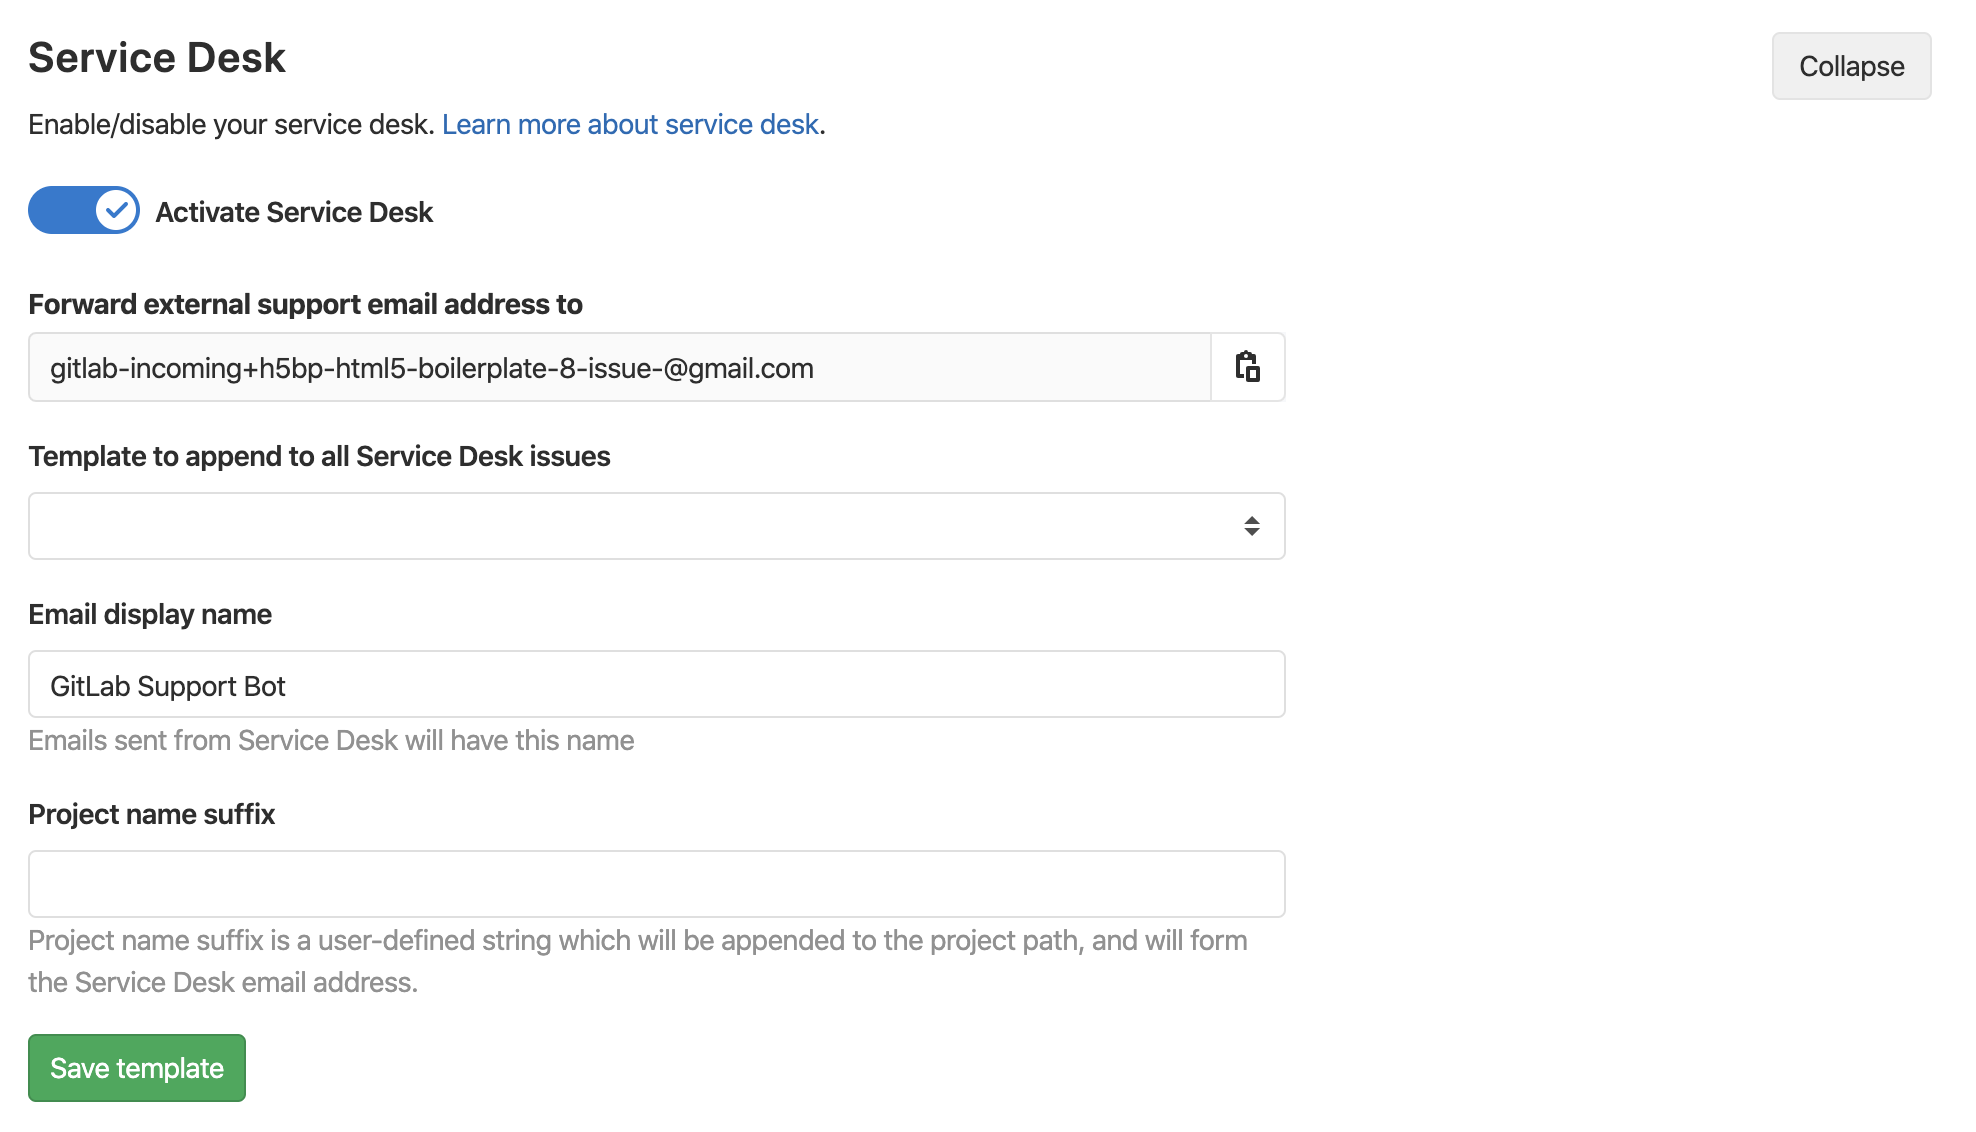 Service Desk
Collapse
Enable/disable your service desk. Learn more about service desk.
Activate Service Desk
Forward external support email address to
gitlab-incoming+h5bp-html5-boilerplate-8-issue-@gmail.com
Template to append to all Service Desk issues
Email display name
GitLab Support Bot
Emails sent from Service Desk will have this name
Project name suffix
Project name suffix is a user-defined string which will be appended to the project path, and will form
the Service Desk email address.
Save template